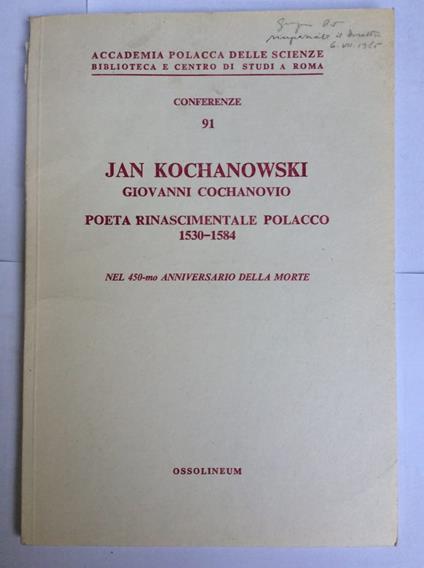 ACCADEMIA POLACCA DELLE SCIENZE
BIBLIOTECA E CENTRO DI STUDI A ROMA
CONFERENZE
91
JAN KOCHANOWSKI
GIOVANNI COCHANOVIO
POETA RINASCIMENTALE POLACCO
1530–1584
NEL 450-mo ANNIVERSARIO DELLA MORTE
OSSOLINEUM